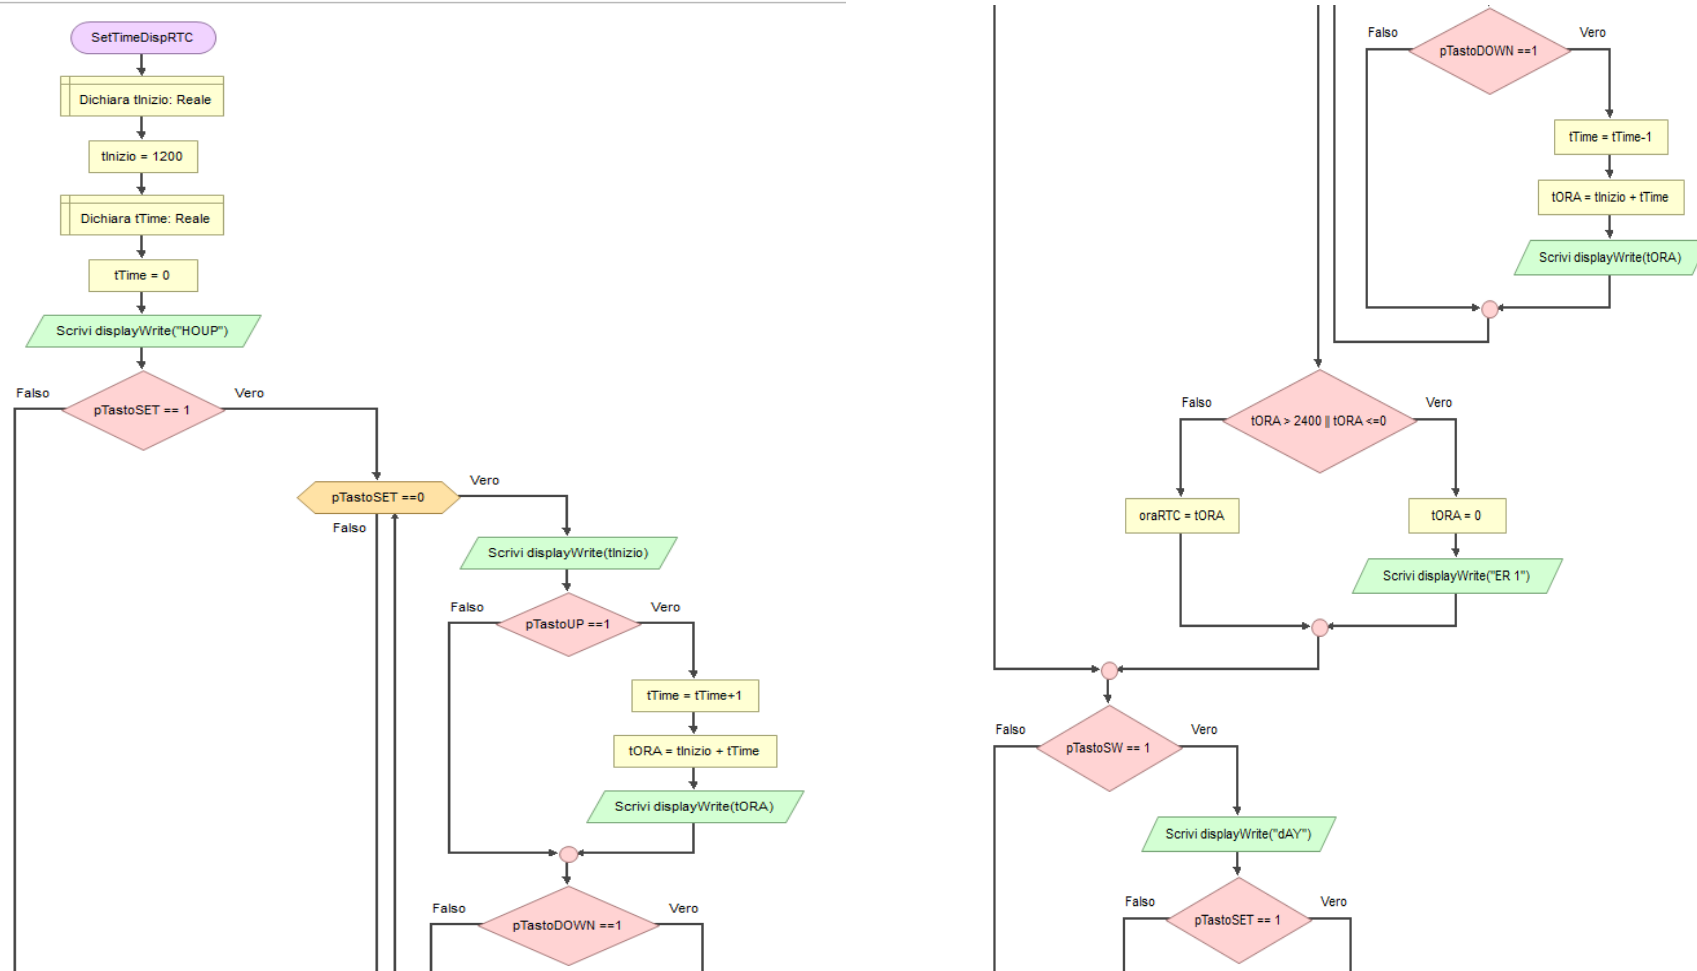 SetTimeDispRTC
Dichiara tInizio: Reale
tInizio = 1200
Dichiara tTime: Reale
tTime = 0
Scrivi displayWrite("HOUP")
Falso
Vero
pTastoSET == 1
Vero
pTastoSET ==0
Falso
Scrivi displayWrite(tInizio)
Falso
Vero
pTastoUP ==1
tTime = tTime+1
tORA = tInizio + tTime
Scrivi displayWrite(tORA)
Falso
Vero
pTastoDOWN ==1
Falso
Vero
pTastoDOWN ==1
tTime = tTime-1
tORA = tInizio + tTime
Scrivi displayWrite(tORA)
Falso
Vero
tORA > 2400 || tORA <=0
oraRTC = tORA
tORA = 0
Scrivi displayWrite("ER 1")
Falso
Vero
pTastoSW == 1
Scrivi displayWrite("dAY")
Falso
Vero
pTastoSET == 1